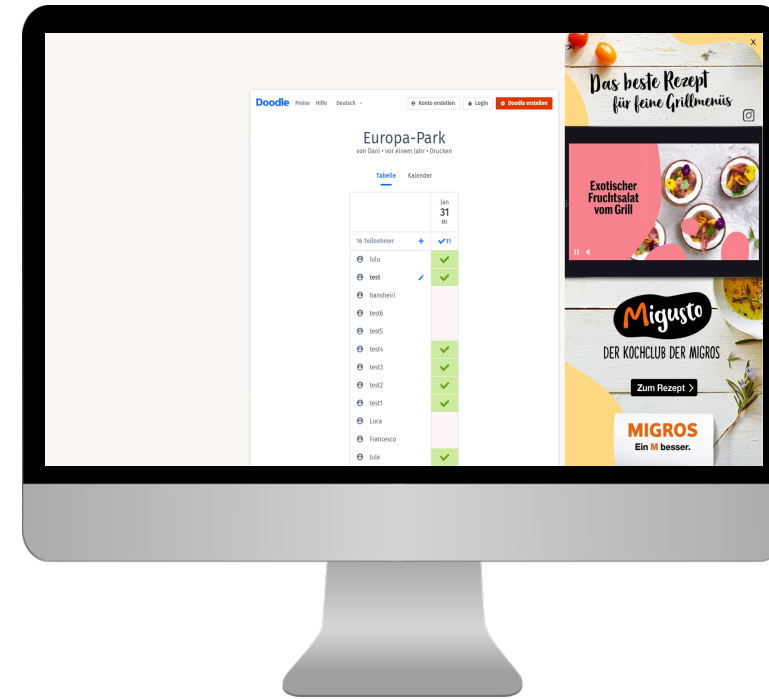 Doodle Preise Hilfe Deutsch Konto erstellen Login Doodle erstellen
Europa-Park
von Dani • vor einem Jahr • Drucken
Tabelle Kalender
Jan
31
MI
16 Teilnehmer + 11
lulu
test
hansheiri
test6
test5
test4
test3
test2
test1
Luca
Francesco
Jule
X
Das beste Rezept
für feine Grillmenüs
Exotischer
Fruchtsalat
vom Grill
Migusto
DER KOCHCLUB DER MIGROS
Zum Rezept
MIGROS
Ein M besser.